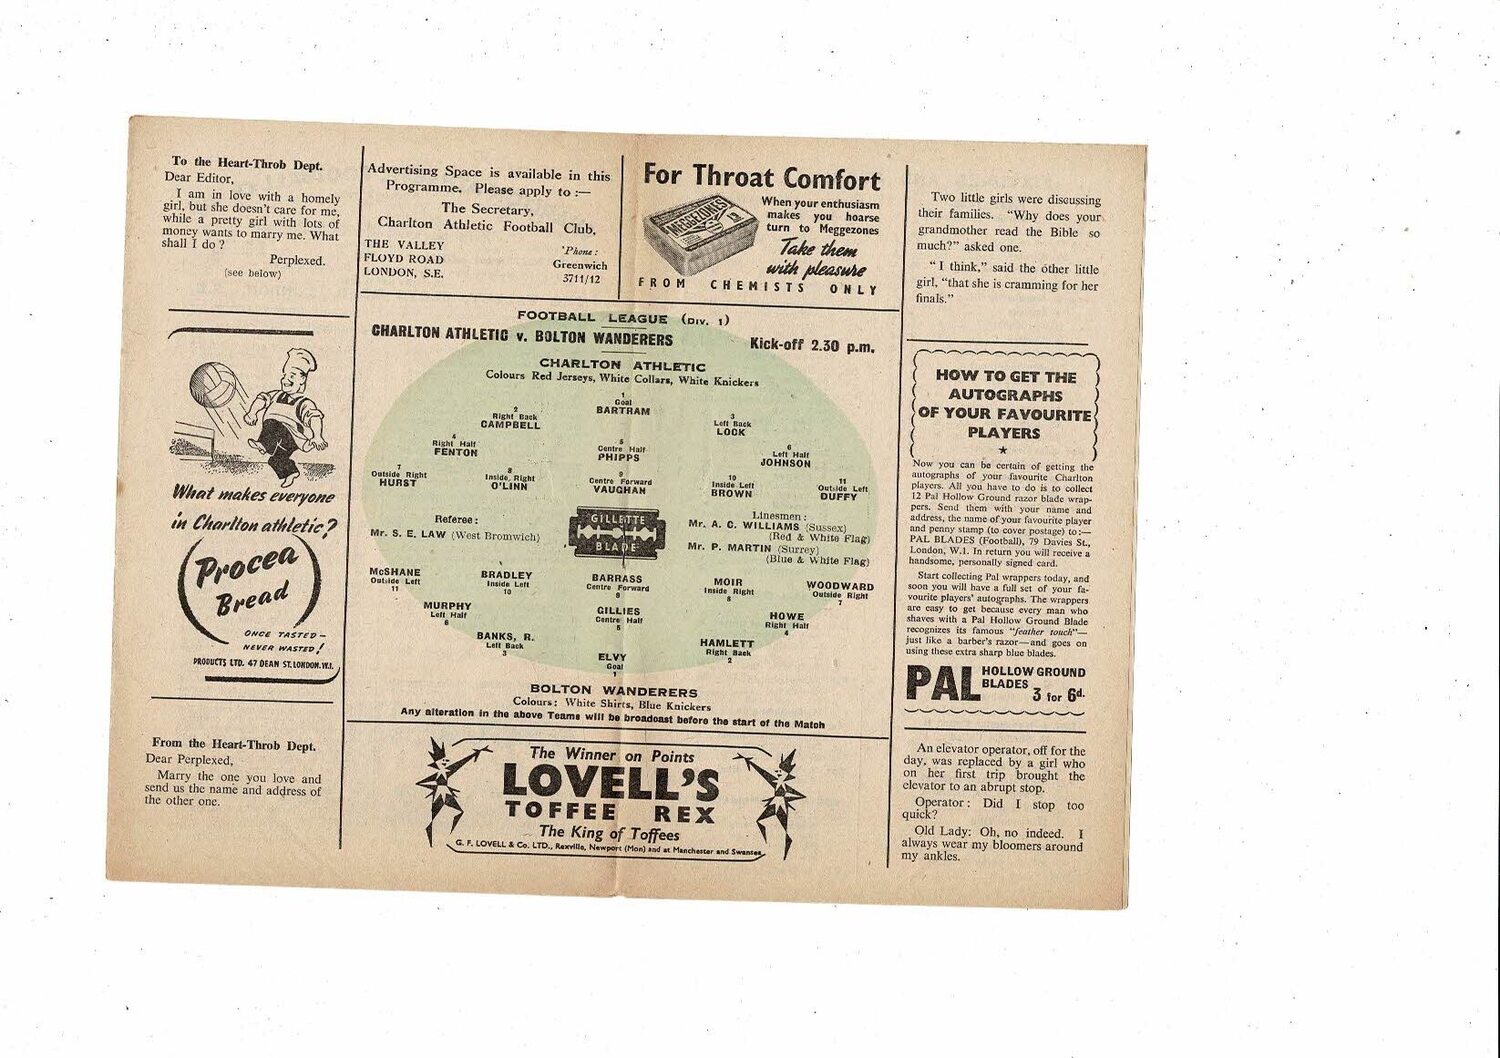 To the Heart-Throb Dept.
Dear Editor,
I am in love with a homely
girl, but she doesn't care for me,
while a pretty girl with lots of
money wants to marry me. What
shall I do ?
Perplexed.
(see below)
What makes everyone
in Charlton athletic?
Procea
Bread
ONCE TASTED –
NEVER WASTED!
PRODUCTS LTD. 47 DEAN ST. LONDON. W.I.
From the Heart-Throb Dept.
Dear Perplexed,
Marry the one you love and
send us the name and address of
the other one.
Advertising Space is available in this
Programme. Please apply to :—
The Secretary,
Charlton Athletic Football Club,
THE VALLEY
FLOYD ROAD
LONDON, S.E.
'Phone :
Greenwich
3711/12
For Throat Comfort
MEGGEZONES
When your enthusiasm
makes you hoarse
turn to Meggezones
Take them
with pleasure
FROM CHEMISTS ONLY
FOOTBALL LEAGUE (DIV. 1)
CHARLTON ATHLETIC v. BOLTON WANDERERS
Kick-off 2.30 p.m.
CHARLTON ATHLETIC
Colours Red Jerseys, White Collars, White Knickers
1
Goal
BARTRAM
2
Right Back
CAMPBELL
3
Left Back
LOCK
4
Right Half
FENTON
5
Centre Half
PHIPPS
6
Left Half
JOHNSON
7
Outside Right
HURST
8
Inside Right
O'LINN
9
Centre Forward
VAUGHAN
10
Inside Left
BROWN
11
Outside Left
DUFFY
Referee :
Mr. S. E. LAW (West Bromwich)
GILLETTE
BLADE
Linesmen :
Mr. A. C. WILLIAMS (Sussex)
(Red & White Flag)
Mr. P. MARTIN (Surrey)
(Blue & White Flag)
McSHANE
Outside Left
11
BRADLEY
Inside Left
10
BARRASS
Centre Forward
9
MOIR
Inside Right
8
WOODWARD
Outside Right
7
MURPHY
Left Half
6
GILLIES
Centre Half
5
HOWE
Right Half
4
BANKS, R.
Left Back
3
HAMLETT
Right Back
2
ELVY
Goal
1
BOLTON WANDERERS
Colours: White Shirts, Blue Knickers
Any alteration in the above Teams will be broadcast before the start of the Match
The Winner on Points
LOVELL'S
TOFFEE REX
The King of Toffees
G. F. LOVELL & Co. LTD., Rexville, Newport (Mon) and at Manchester and Swansea
Two little girls were discussing
their families. "Why does your
grandmother read the Bible so
much?" asked one.
"I think," said the other little
girl, "that she is cramming for her
finals."
HOW TO GET THE
AUTOGRAPHS
OF YOUR FAVOURITE
PLAYERS
★
Now you can be certain of getting the
autographs of your favourite Charlton
players. All you have to do is to collect
12 Pal Hollow Ground razor blade wrap-
pers. Send them with your name and
address, the name of your favourite player
and penny stamp (to cover postage) to:—
PAL BLADES (Football), 79 Davies St.,
London, W.1. In return you will receive a
handsome, personally signed card.
Start collecting Pal wrappers today, and
soon you will have a full set of your fa-
vourite players' autographs. The wrappers
are easy to get because every man who
shaves with a Pal Hollow Ground Blade
recognizes its famous "feather touch"—
just like a barber's razor—and goes on
using these extra sharp blue blades.
PAL HOLLOW GROUND
BLADES 3 for 6d.
An elevator operator, off for the
day, was replaced by a girl who
on her first trip brought the
elevator to an abrupt stop.
Operator : Did I stop too
quick?
Old Lady: Oh, no indeed. I
always wear my bloomers around
my ankles.